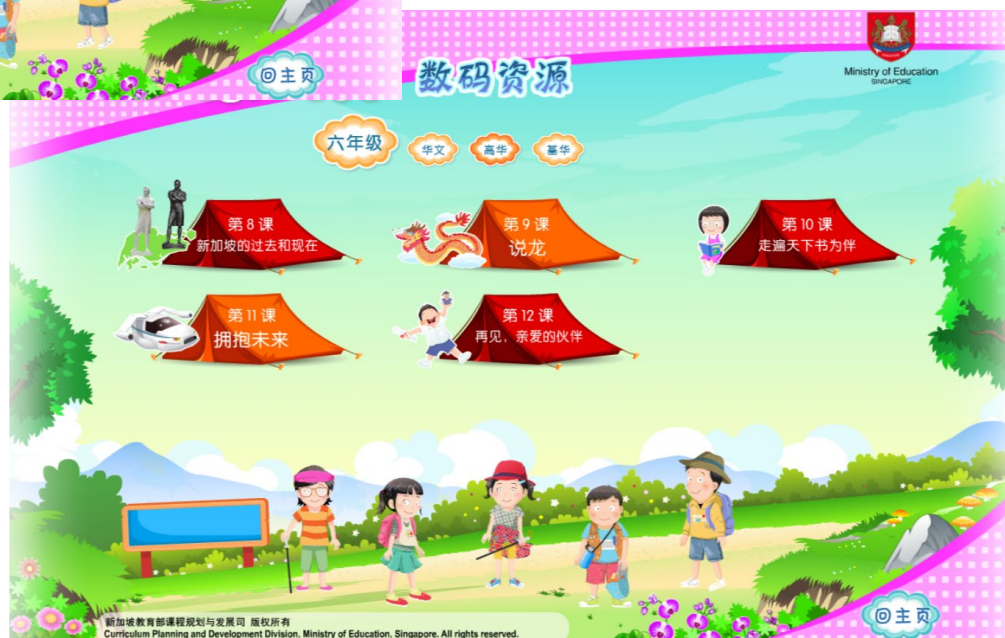 回主页
数码资源
Ministry of Education
SINGAPORE
六年级
华文
高华
基华
第 8 课
新加坡的过去和现在
第 9 课
说龙
第 10 课
走遍天下书为伴
第 11 课
拥抱未来
第 12 课
再见，亲爱的伙伴
新加坡教育部课程规划与发展司 版权所有
Curriculum Planning and Development Division, Ministry of Education, Singapore. All rights reserved.
回主页